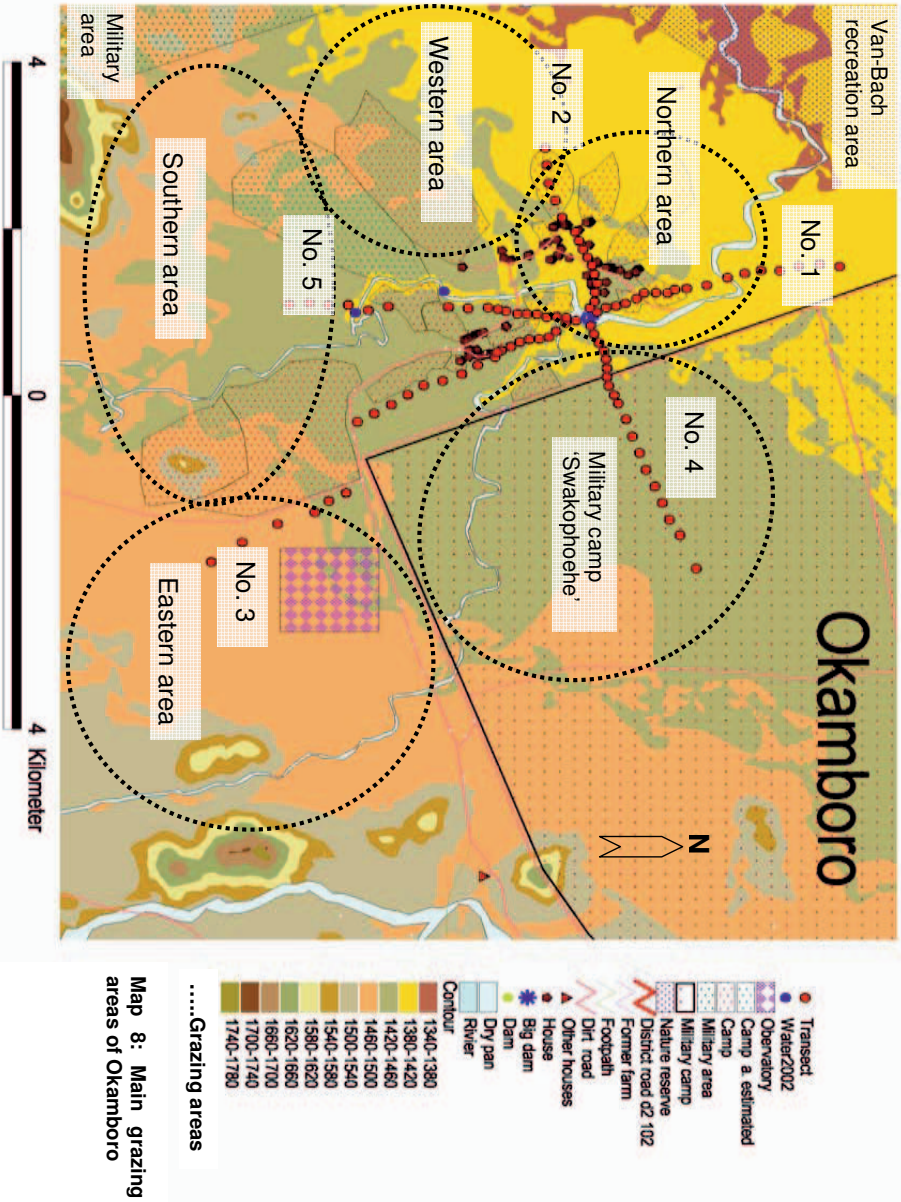 Okamboro
Van-Bach
recreation area
No. 1
Northern area
No. 2
Western area
Military
area
No. 4
Military camp
'Swakophoehe'
No. 5
Southern area
No. 3
Eastern area
N
4
0
4 Kilometer
Transect
Water2002
Obervatory
Camp a. estimated
Camp
Military area
Military camp
Nature reserve
District road d2 102
Former farm
Footpath
Dirt road
Other houses
House
Big dam
Dam
Dry pan
Rivier
Contour
1340-1380
1380-1420
1420-1460
1460-1500
1500-1540
1540-1580
1580-1620
1620-1660
1660-1700
1700-1740
1740-1780
.....Grazing areas
Map 8: Main grazing
areas of Okamboro